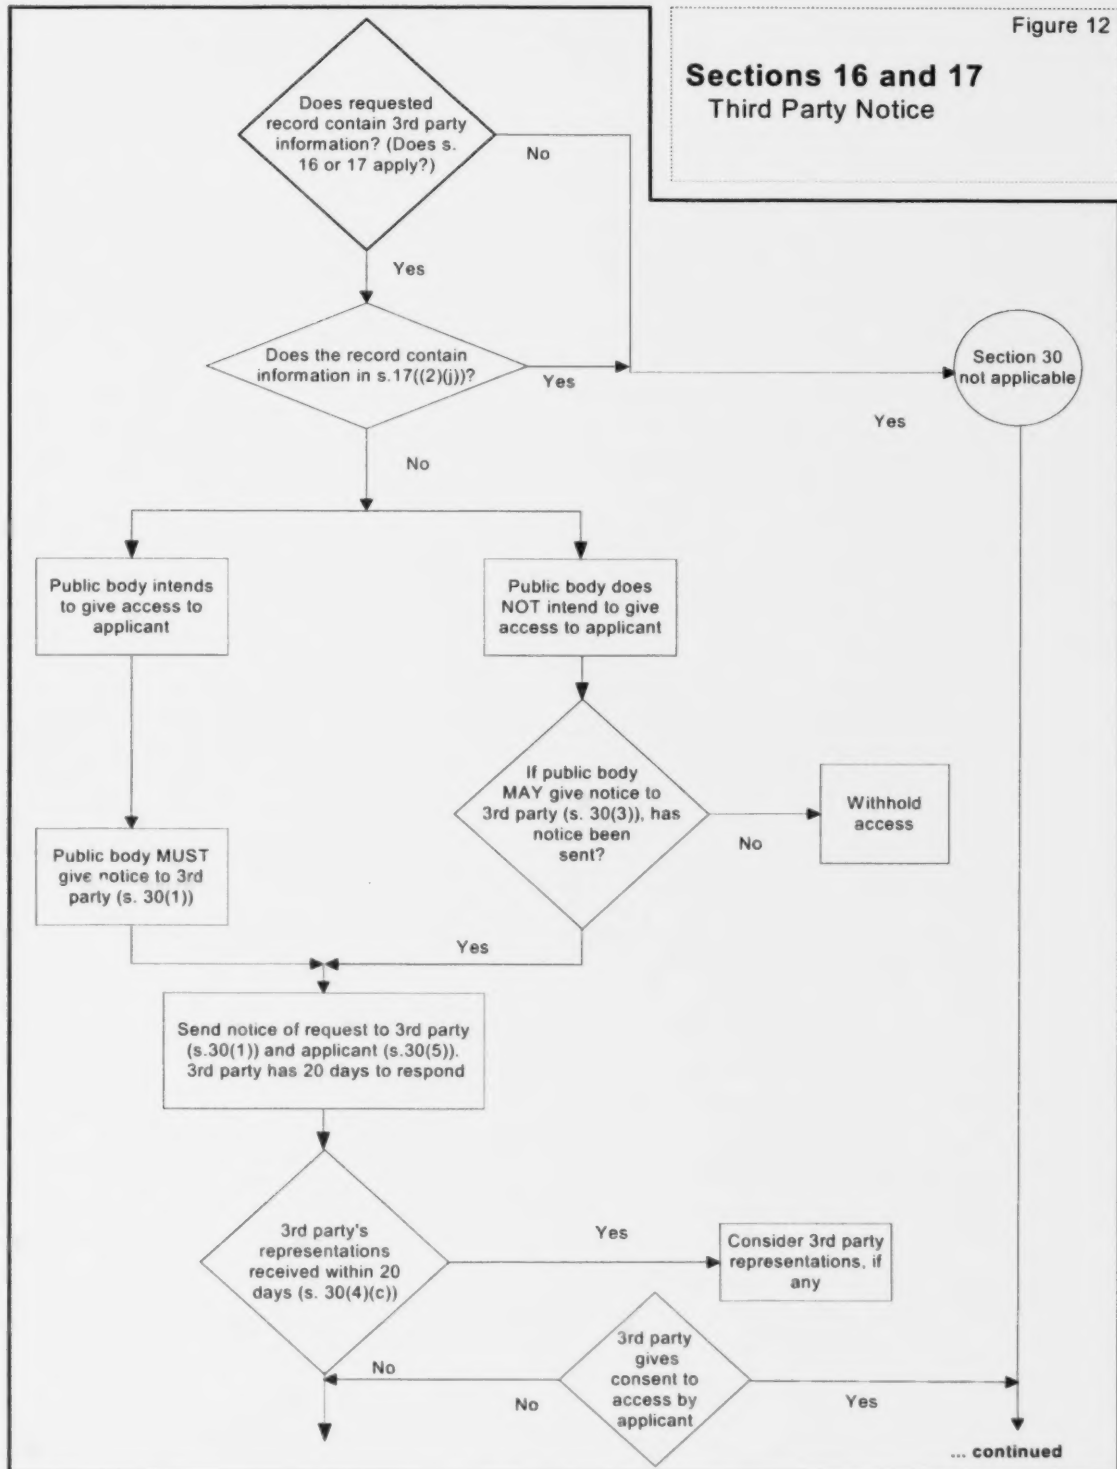 Figure 12
Sections 16 and 17
Third Party Notice
Does requested
record contain 3rd party
information? (Does s.
16 or 17 apply?)
No
Yes
Does the record contain
information in s.17((2)(j))?
Yes
Section 30
not applicable
Yes
No
Public body intends
to give access to
applicant
Public body does
NOT intend to give
access to applicant
If public body
MAY give notice to
3rd party (s. 30(3)), has
notice been
sent?
No
Withhold
access
Public body MUST
give notice to 3rd
party (s. 30(1))
Yes
Send notice of request to 3rd party
(s.30(1)) and applicant (s.30(5)).
3rd party has 20 days to respond
3rd party's
representations
received within 20
days (s. 30(4)(c))
Yes
Consider 3rd party
representations, if
any
No
3rd party
gives
consent to
access by
applicant
No
Yes
... continued